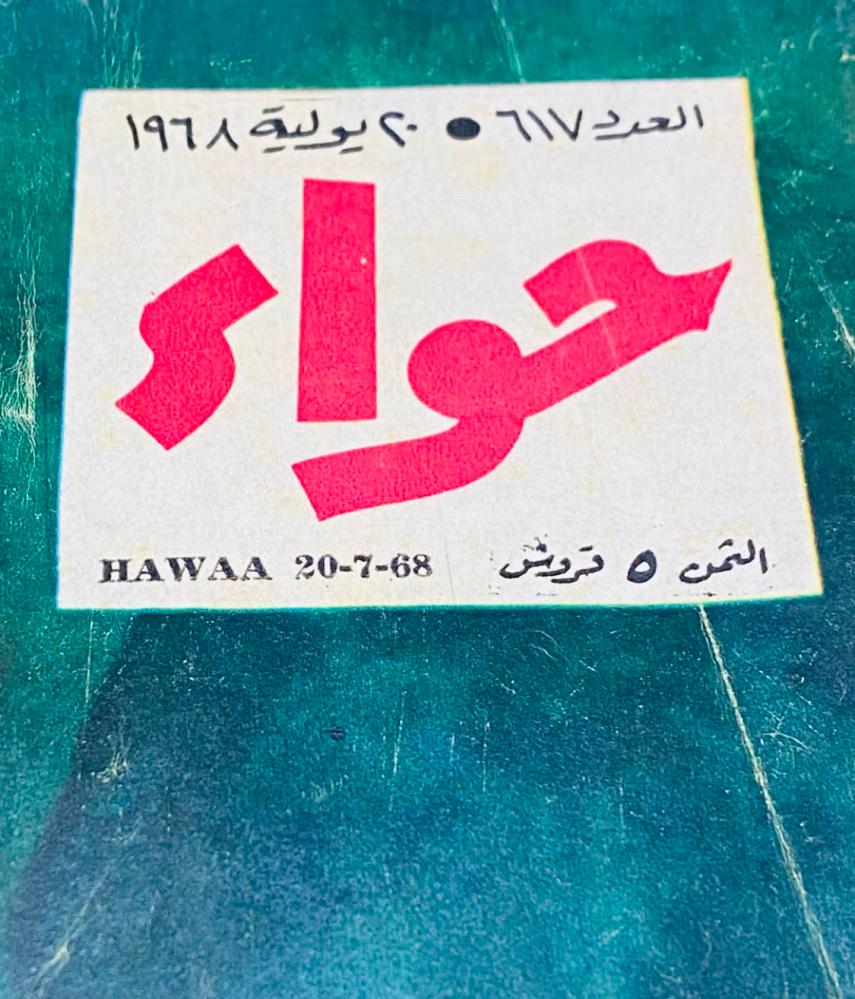 العدد ٦١٧ • ٢٠ يولية ١٩٦٨
حواء
الثمن ٥ قروش
HAWAA 20-7-68